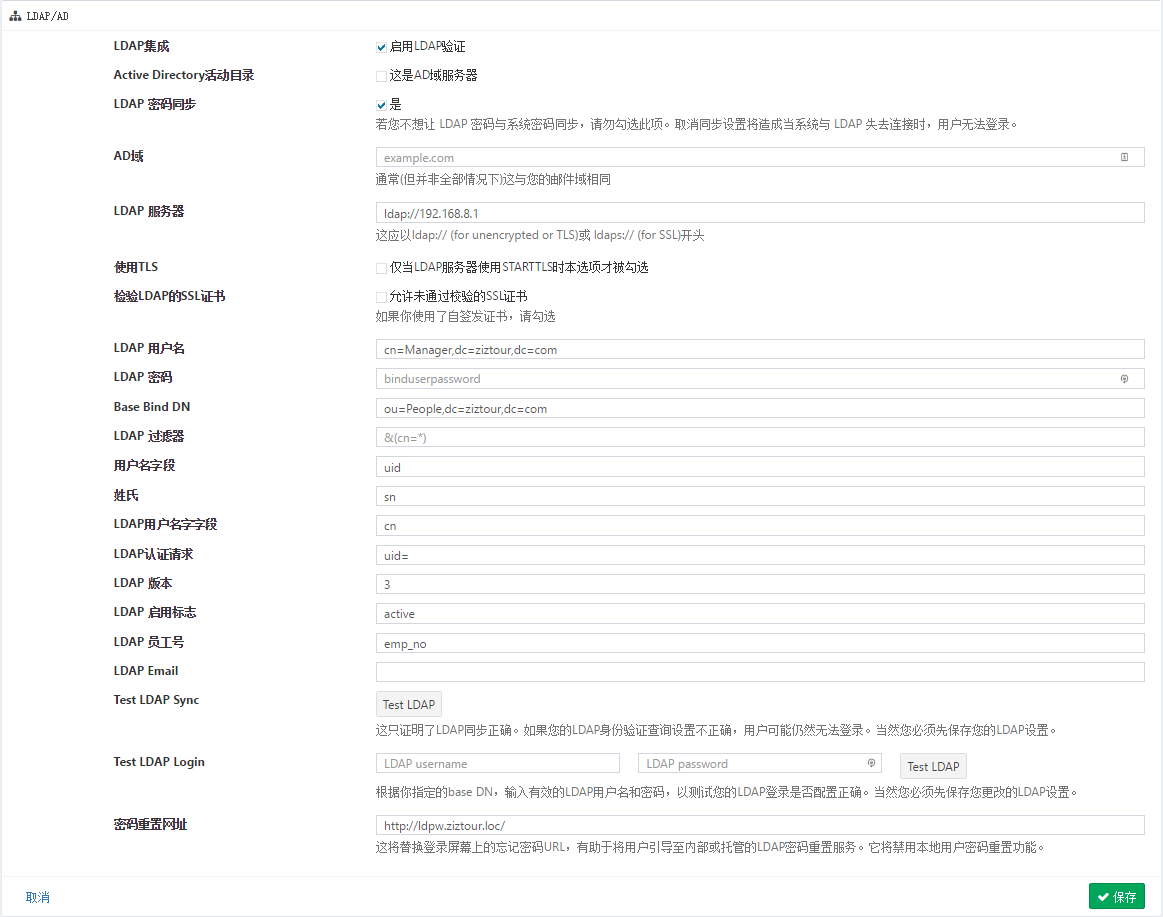 LDAP/AD
LDAP集成
启用LDAP验证
Active Directory活动目录
这是AD域服务器
LDAP 密码同步
是
若您不想让 LDAP 密码与系统密码同步，请勿勾选此项。取消同步设置将造成当系统与 LDAP 失去连接时，用户无法登录。
AD域
example.com
通常(但并非全部情况下)这与您的邮件域相同
LDAP 服务器
ldap://192.168.8.1
这应以ldap:// (for unencrypted or TLS)或 ldaps:// (for SSL)开头
使用TLS
仅当LDAP服务器使用STARTTLS时本选项才被勾选
检验LDAP的SSL证书
允许未通过校验的SSL证书
如果你使用了自签发证书，请勾选
LDAP 用户名
cn=Manager,dc=ziztour,dc=com
LDAP 密码
binduserpassword
Base Bind DN
ou=People,dc=ziztour,dc=com
LDAP 过滤器
&(cn=*)
用户名字段
uid
姓氏
sn
LDAP用户名字字段
cn
LDAP认证请求
uid=
LDAP 版本
3
LDAP 启用标志
active
LDAP 员工号
emp_no
LDAP Email
Test LDAP Sync
Test LDAP
这只证明了LDAP同步正确。如果您的LDAP身份验证查询设置不正确，用户可能仍然无法登录。当然您必须先保存您的LDAP设置。
Test LDAP Login
LDAP username
LDAP password
Test LDAP
根据你指定的base DN，输入有效的LDAP用户名和密码，以测试您的LDAP登录是否配置正确。当然您必须先保存您更改的LDAP设置。
密码重置网址
http://ldpw.ziztour.loc/
这将替换登录屏幕上的忘记密码URL，有助于将用户引导至内部或托管的LDAP密码重置服务。它将禁用本地用户密码重置功能。
取消
保存